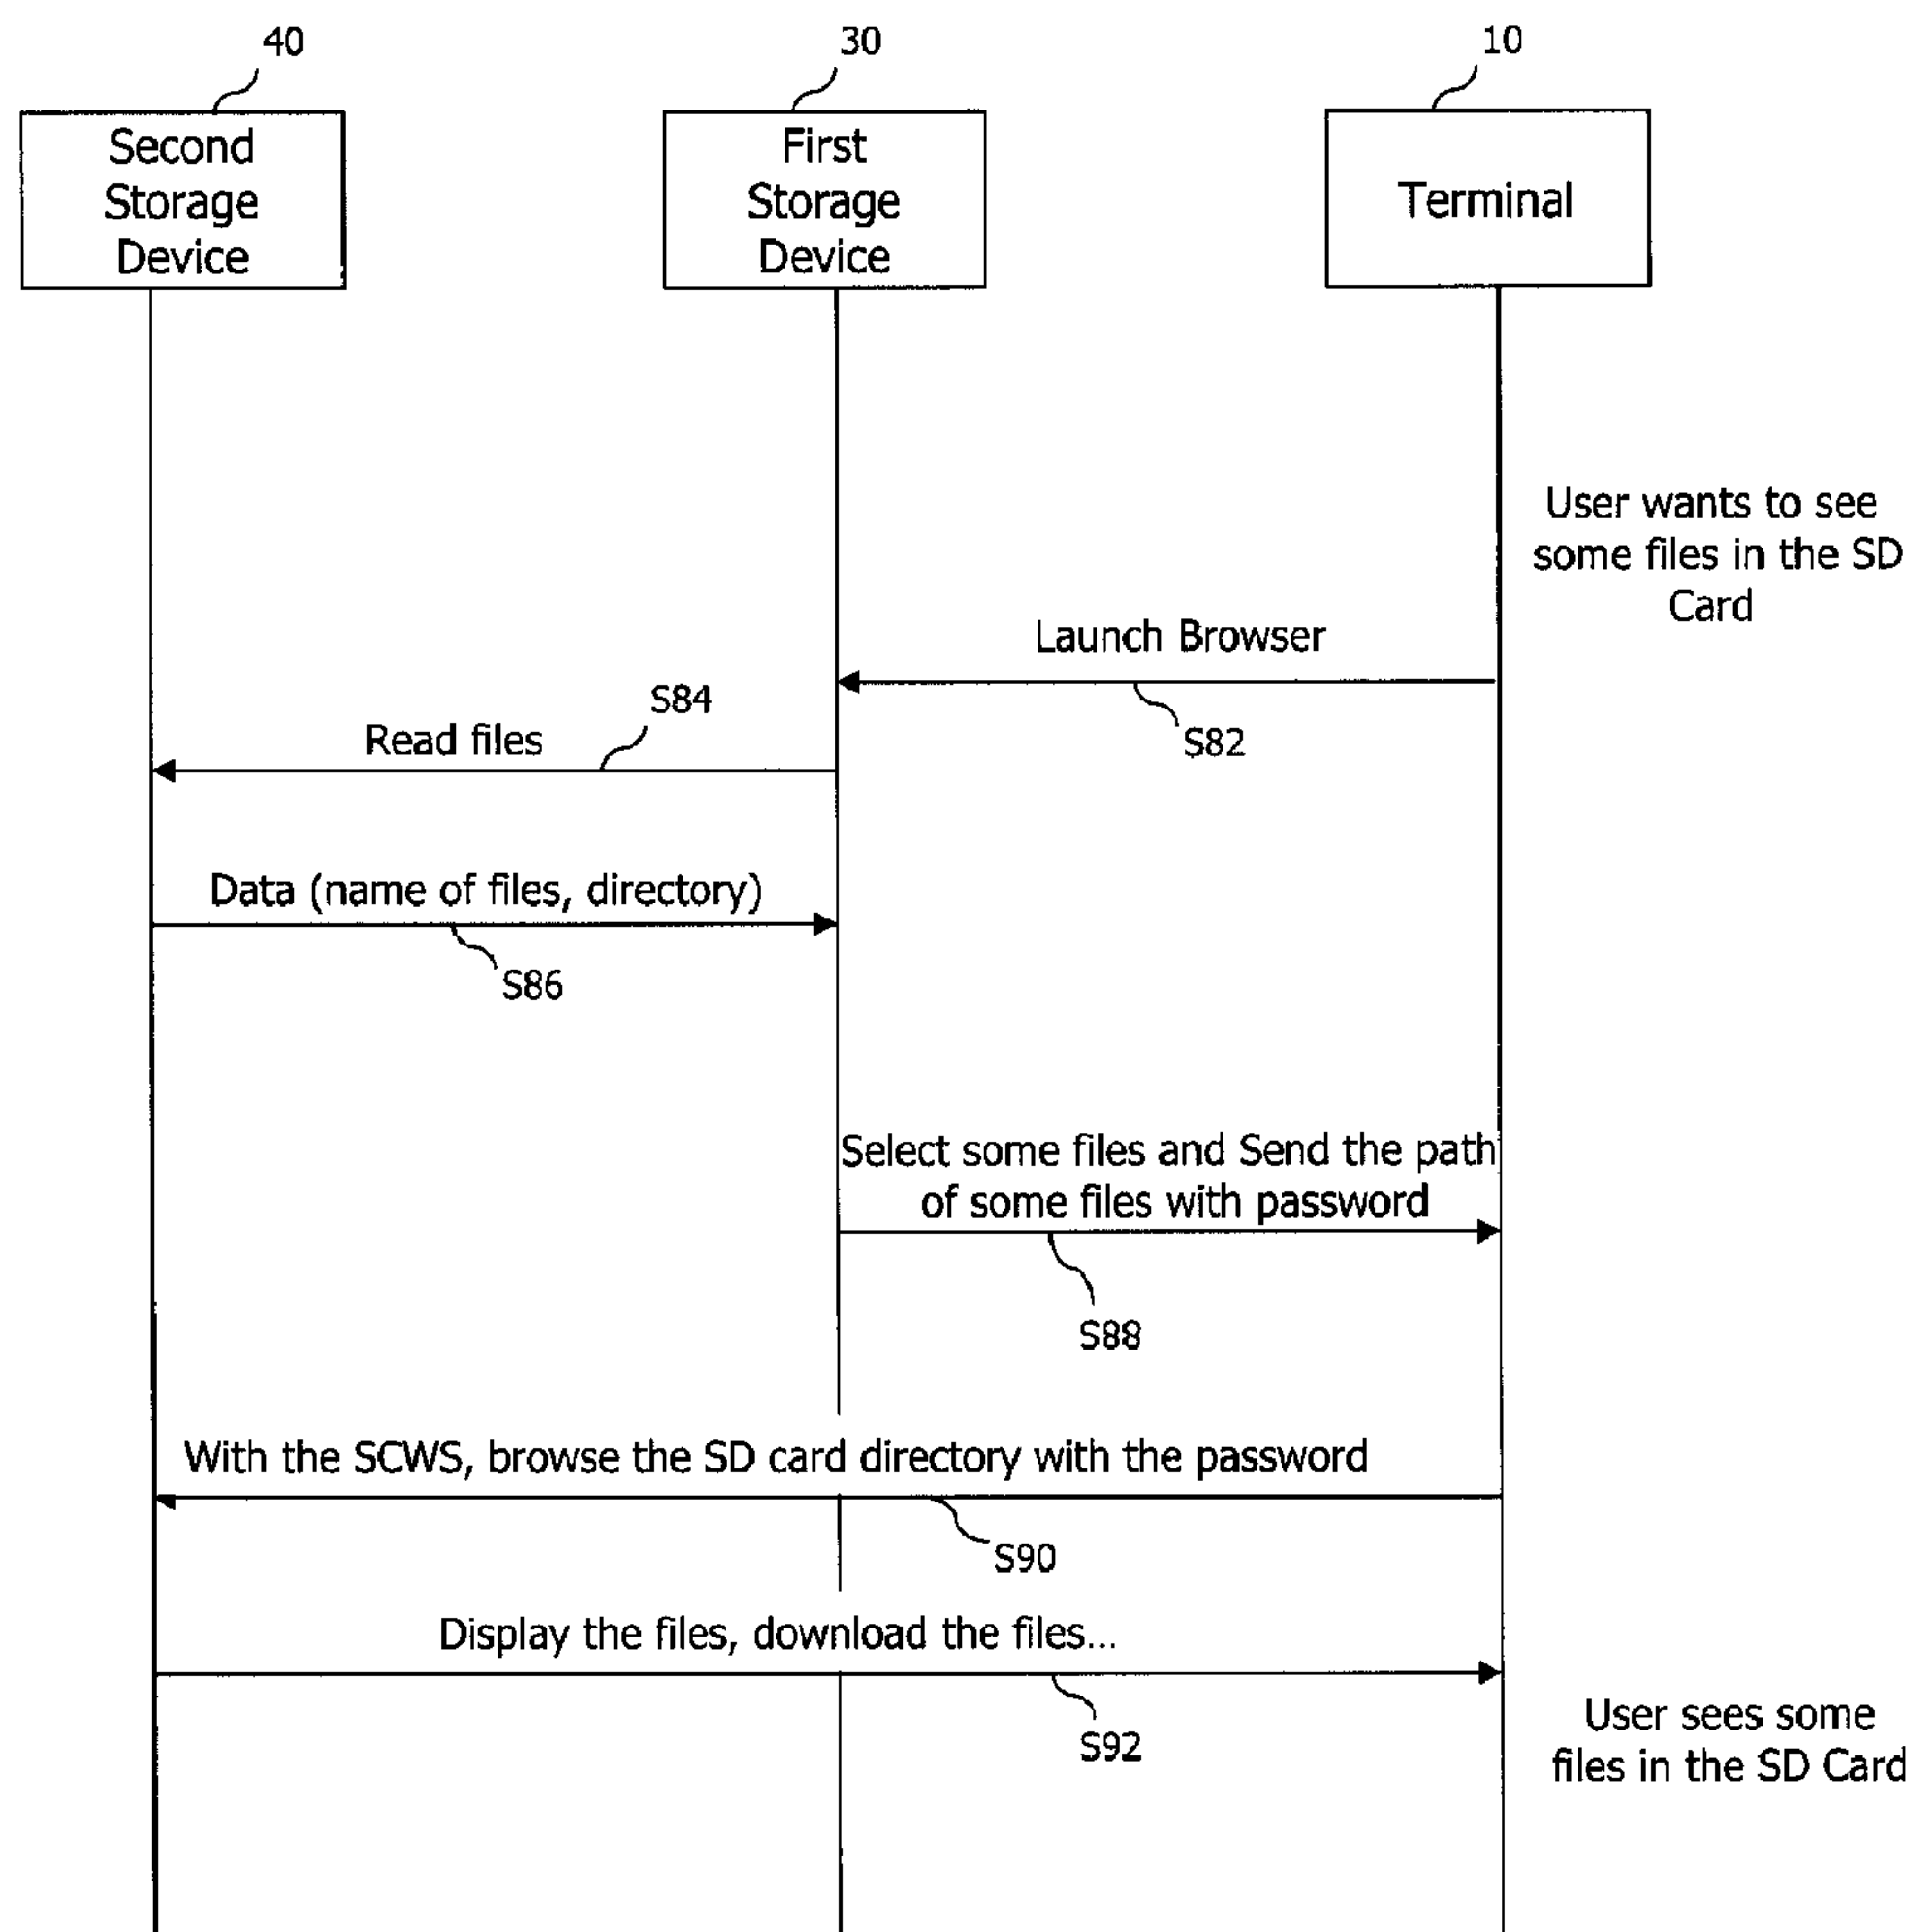 40
30
10
Second
Storage
Device
First
Storage
Device
Terminal
User wants to see
some files in the SD
Card
Launch Browser
S82
S84
Read files
Data (name of files, directory)
S86
Select some files and Send the path
of some files with password
S88
With the SCWS, browse the SD card directory with the password
S90
Display the files, download the files...
S92
User sees some
files in the SD Card